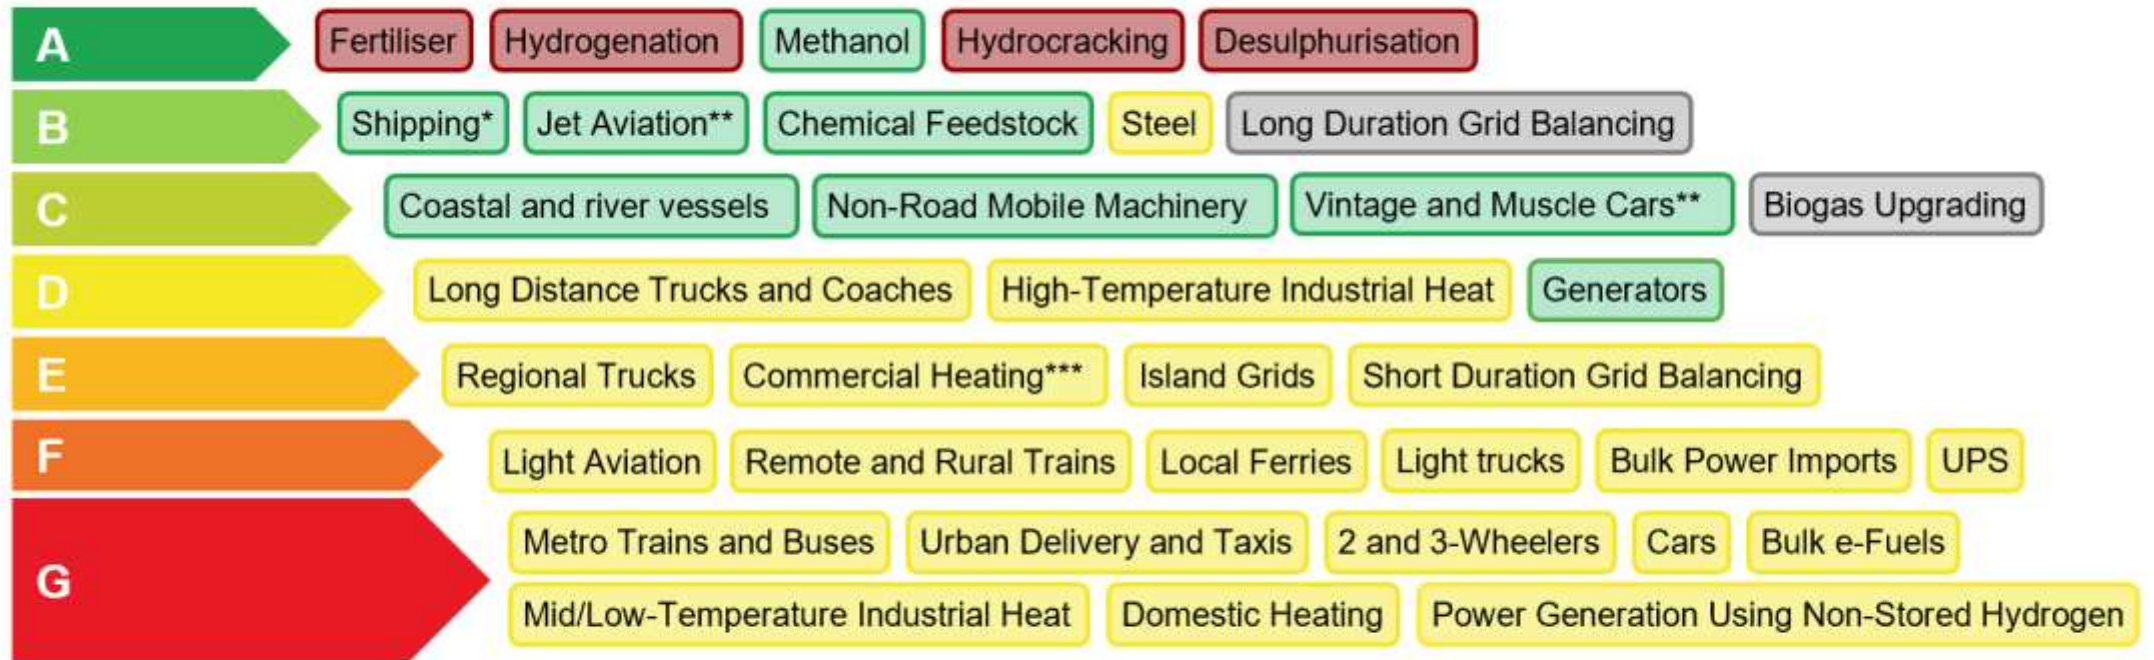 A Fertiliser Hydrogenation Methanol Hydrocracking Desulphurisation
B Shipping* Jet Aviation** Chemical Feedstock Steel Long Duration Grid Balancing
C Coastal and river vessels Non-Road Mobile Machinery Vintage and Muscle Cars** Biogas Upgrading
D Long Distance Trucks and Coaches High-Temperature Industrial Heat Generators
E Regional Trucks Commercial Heating*** Island Grids Short Duration Grid Balancing
F Light Aviation Remote and Rural Trains Local Ferries Light trucks Bulk Power Imports UPS
G Metro Trains and Buses Urban Delivery and Taxis 2 and 3-Wheelers Cars Bulk e-Fuels
Mid/Low-Temperature Industrial Heat Domestic Heating Power Generation Using Non-Stored Hydrogen